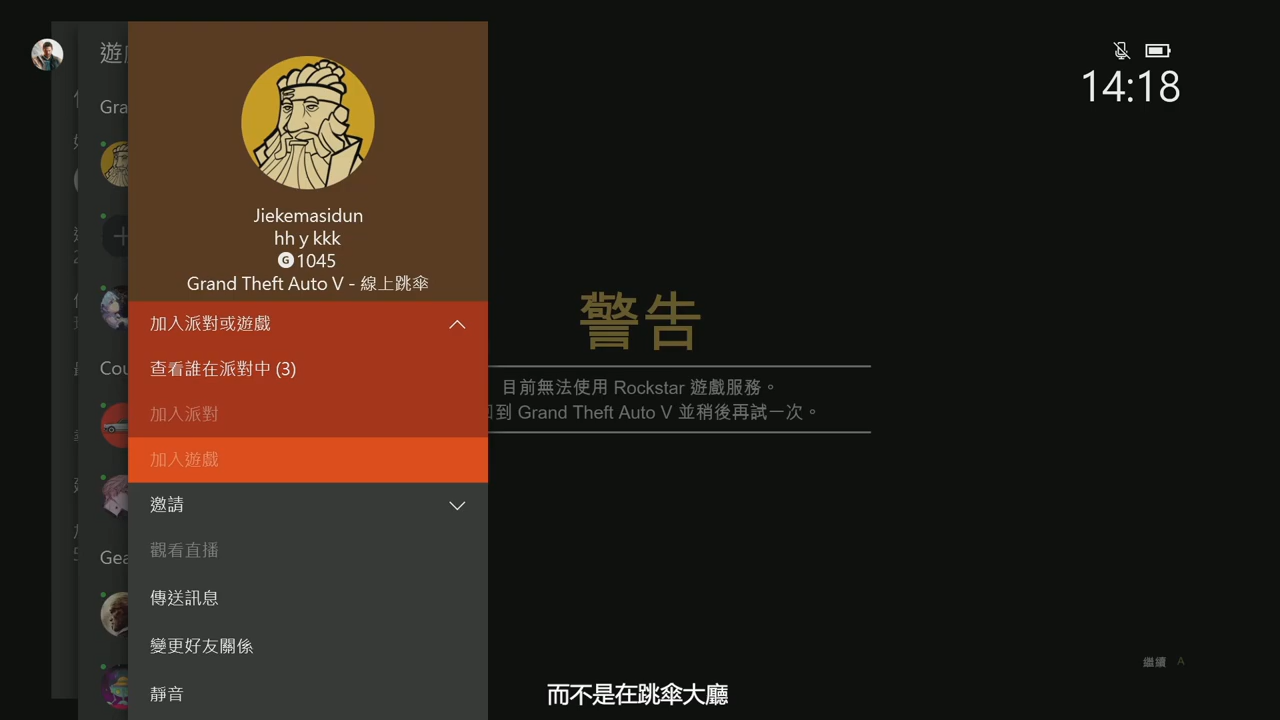 14:18
Gra
Cou
Gea
Jiekemasidun
hh y kkk
G 1045
Grand Theft Auto V - 線上跳傘
加入派對或遊戲
查看誰在派對中 (3)
加入派對
加入遊戲
邀請
觀看直播
傳送訊息
變更好友關係
靜音
警告
目前無法使用 Rockstar 遊戲服務。
到 Grand Theft Auto V 並稍後再試一次。
繼續 A
而不是在跳傘大廳